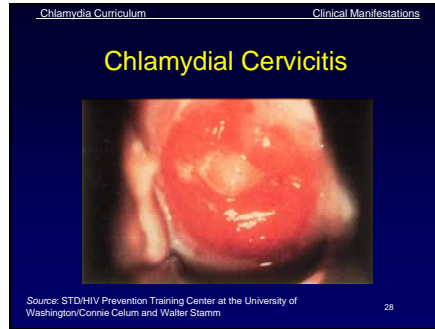 Chlamydia Curriculum Clinical Manifestations
Chlamydial Cervicitis
Source: STD/HIV Prevention Training Center at the University of
Washington/Connie Celum and Walter Stamm
28